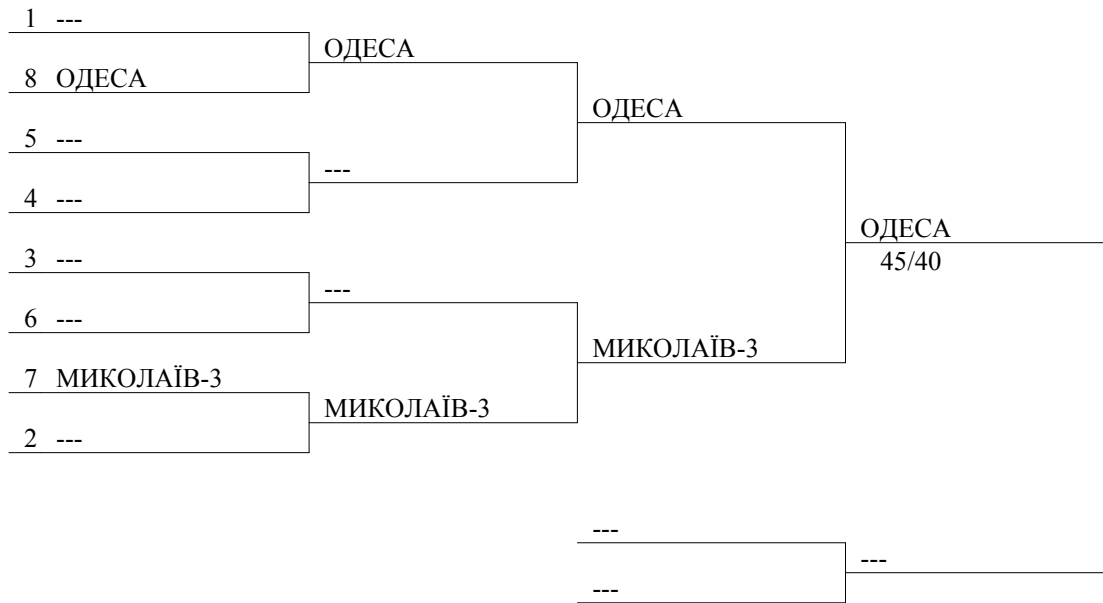 1 ---
8 ОДЕСА
5 ---
4 ---
3 ---
6 ---
7 МИКОЛАЇВ-3
2 ---
ОДЕСА
---
---
МИКОЛАЇВ-3
ОДЕСА
МИКОЛАЇВ-3
ОДЕСА
45/40
---
---
---